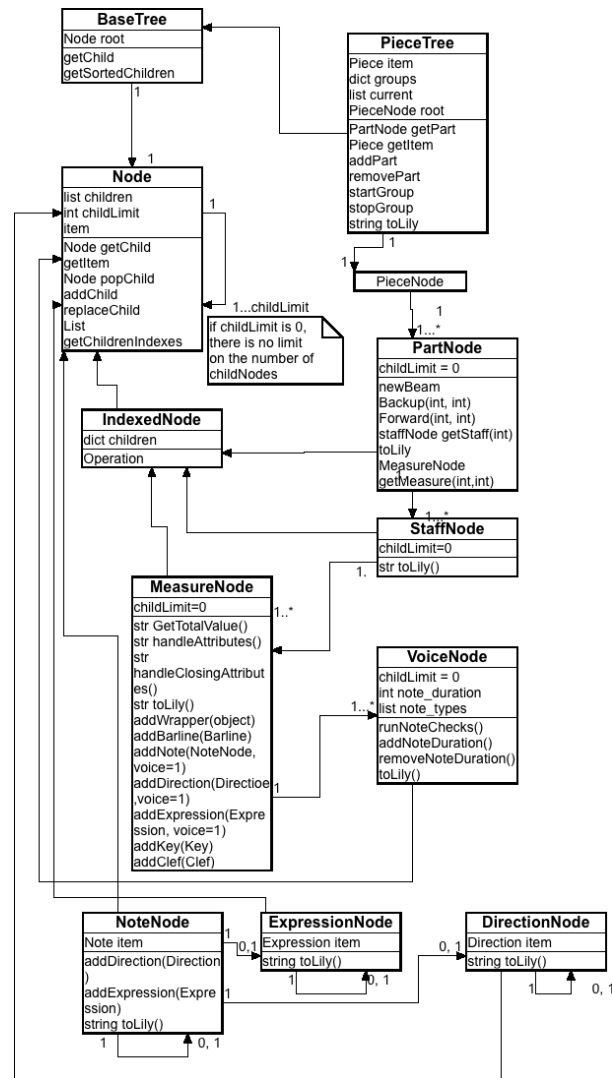 BaseTree
Node root
getChild
getSortedChildren
1
1
PieceTree
Piece item
dict groups
list current
PieceNode root
PartNode getPart
Piece getItem
addPart
removePart
startGroup
stopGroup
string toLily
1
1
PieceNode
1
1...*
Node
list children
int childLimit
item
Node getChild
getItem
Node popChild
addChild
replaceChild
List
getChildrenIndexes
1
1...childLimit
if childLimit is 0,
there is no limit
on the number of
childNodes
PartNode
childLimit = 0
newBeam
Backup(int, int)
Forward(int, int)
staffNode getStaff(int)
toLily
MeasureNode
getMeasure(int,int)
1.
1...*
IndexedNode
dict children
Operation
StaffNode
childLimit=0
str toLily()
1.
1..*
MeasureNode
childLimit=0
str GetTotalValue()
str handleAttributes()
str
handleClosingAttribut
es()
str toLily()
addWrapper(object)
addBarline(Barline)
addNote(NoteNode,
voice=1)
addDirection(Directioe
,voice=1)
addExpression(Expre
ssion, voice=1)
addKey(Key)
addClef(Clef)
1
1...*
VoiceNode
childLimit = 0
int note_duration
list note_types
runNoteChecks()
addNoteDuration()
removeNoteDuration()
toLily()
NoteNode
Note item
addDirection(Direction
)
addExpression(Expre
ssion)
string toLily()
1
0,1
1
0, 1
1
0, 1
ExpressionNode
Expression item
string toLily()
1
0, 1
DirectionNode
Direction item
string toLily()
1
0, 1